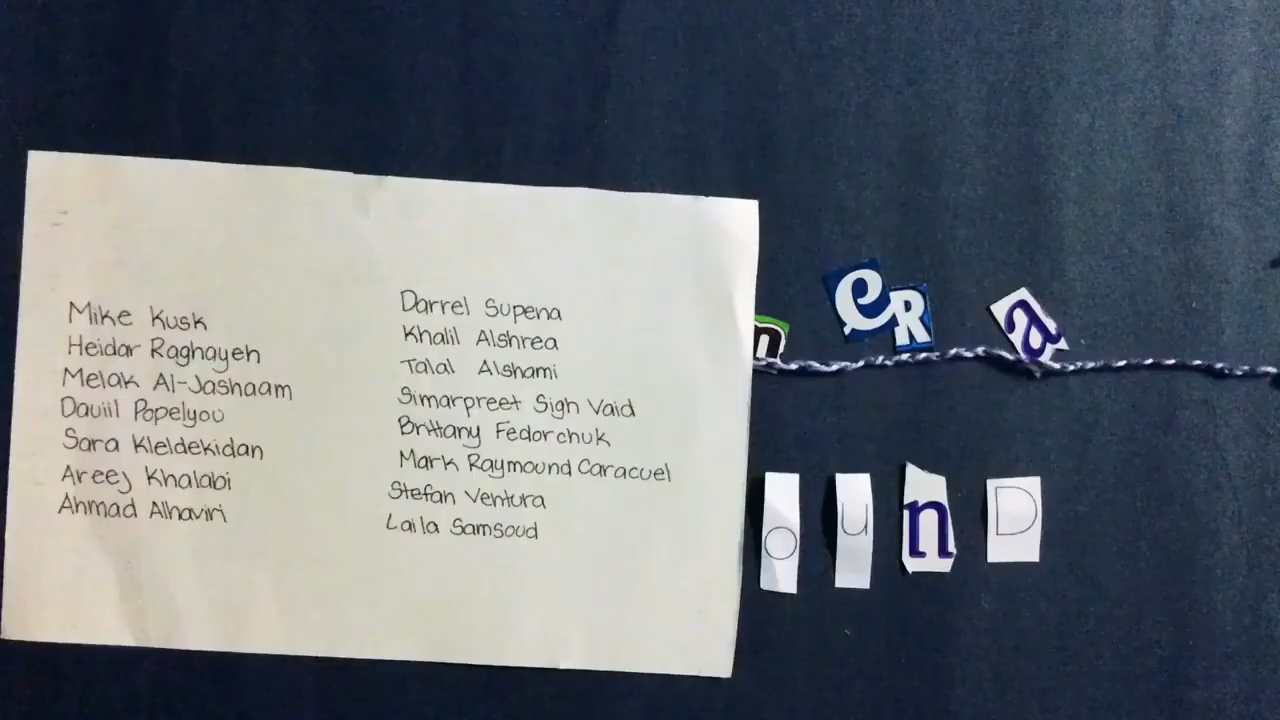 Mike Kusk
Heidar Raghayeh
Melak Al-Jashaam
Daviil Popelyou
Sara Kleldekidan
Areej Khalabi
Ahmad Alhaviri
Darrel Supena
Khalil Alshrea
Talal Alshami
Simarpreet Sigh Vaid
Brittany Fedorchuk
Mark Raymound Caracuel
Stefan Ventura
Laila Samsoud
n eR a
ounD